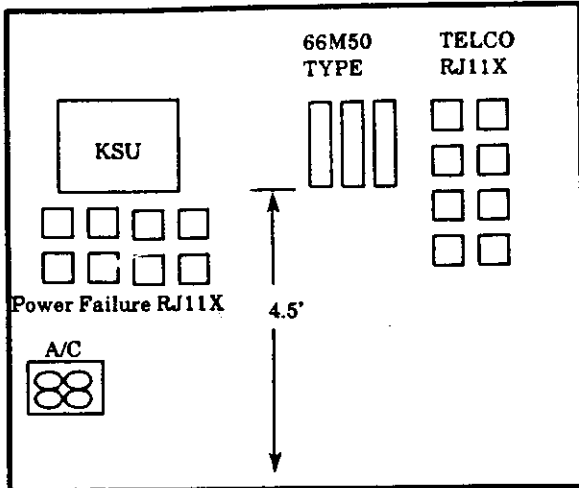 66M50
TYPE
TELCO
RJ11X
KSU
Power Failure RJ11X
4.5'
A/C